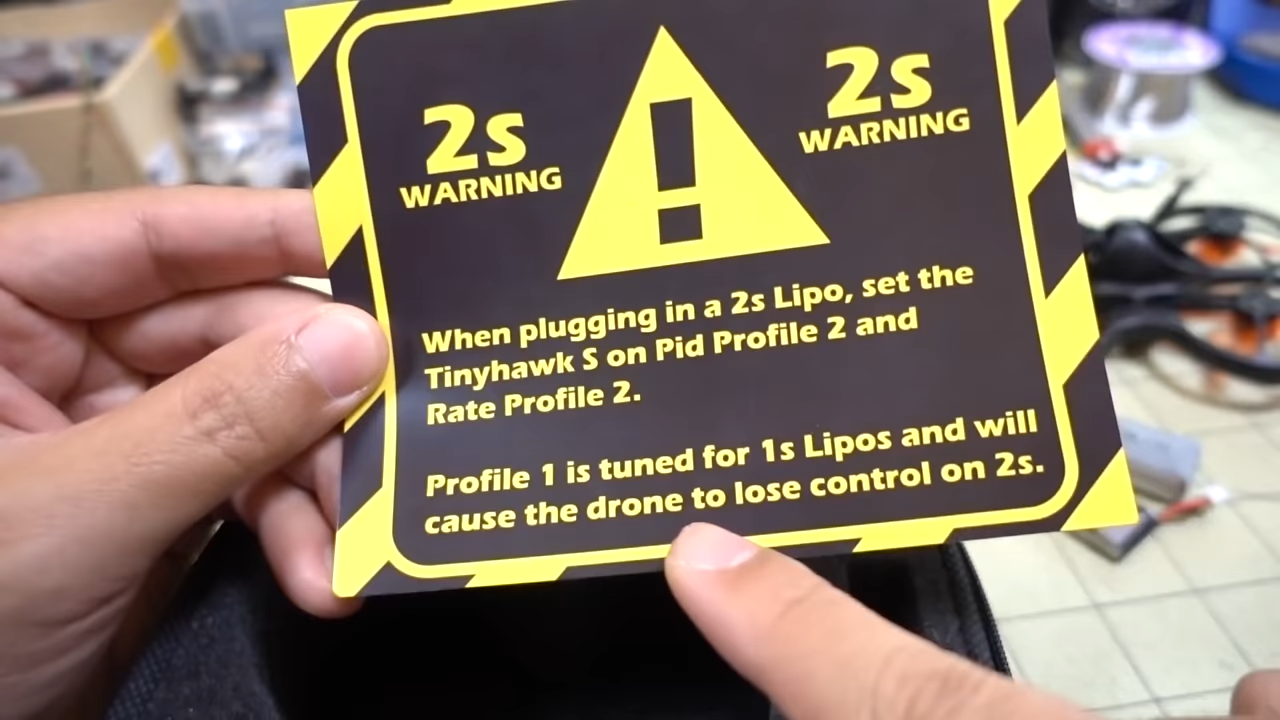 2s
WARNING
2s
WARNING
When plugging in a 2s Lipo, set the
Tinyhawk S on Pid Profile 2 and
Rate Profile 2.
Profile 1 is tuned for 1s Lipos and will
cause the drone to lose control on 2s.